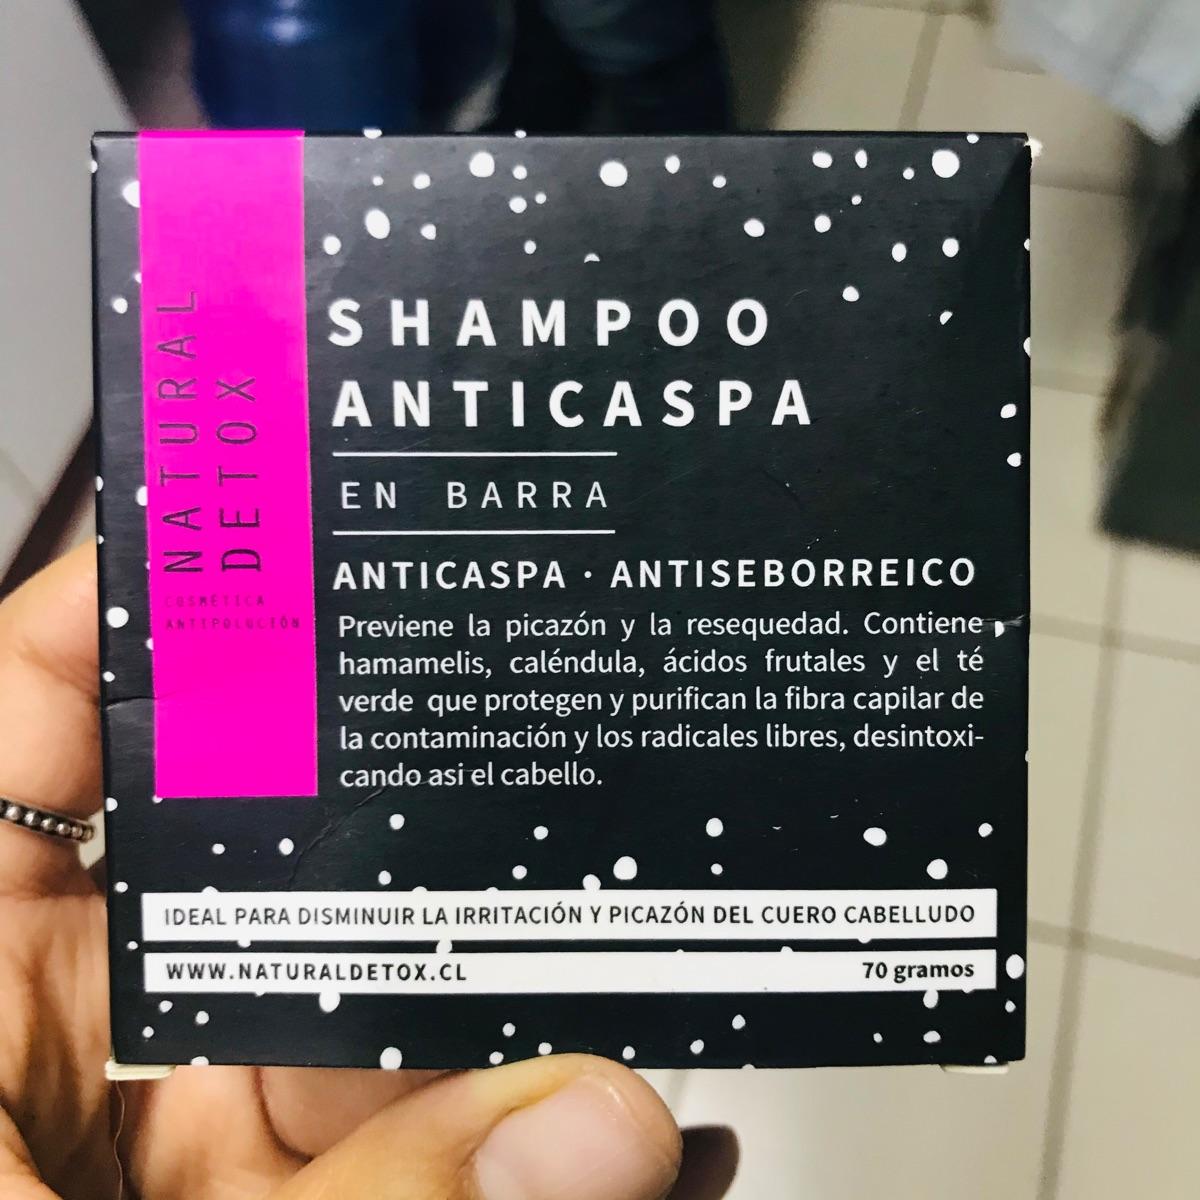 NATURAL
DETOX
COSMÉTICA
ANTIPOLUCIÓN
SHAMPOO
ANTICASPA
EN BARRA
ANTICASPA · ANTISEBORREICO
Previene la picazón y la resequedad. Contiene
hamamelis, caléndula, ácidos frutales y el té
verde que protegen y purifican la fibra capilar de
la contaminación y los radicales libres, desintoxi-
cando asi el cabello.
IDEAL PARA DISMINUIR LA IRRITACIÓN Y PICAZÓN DEL CUERO CABELLUDO
WWW.NATURALDETOX.CL
70 gramos